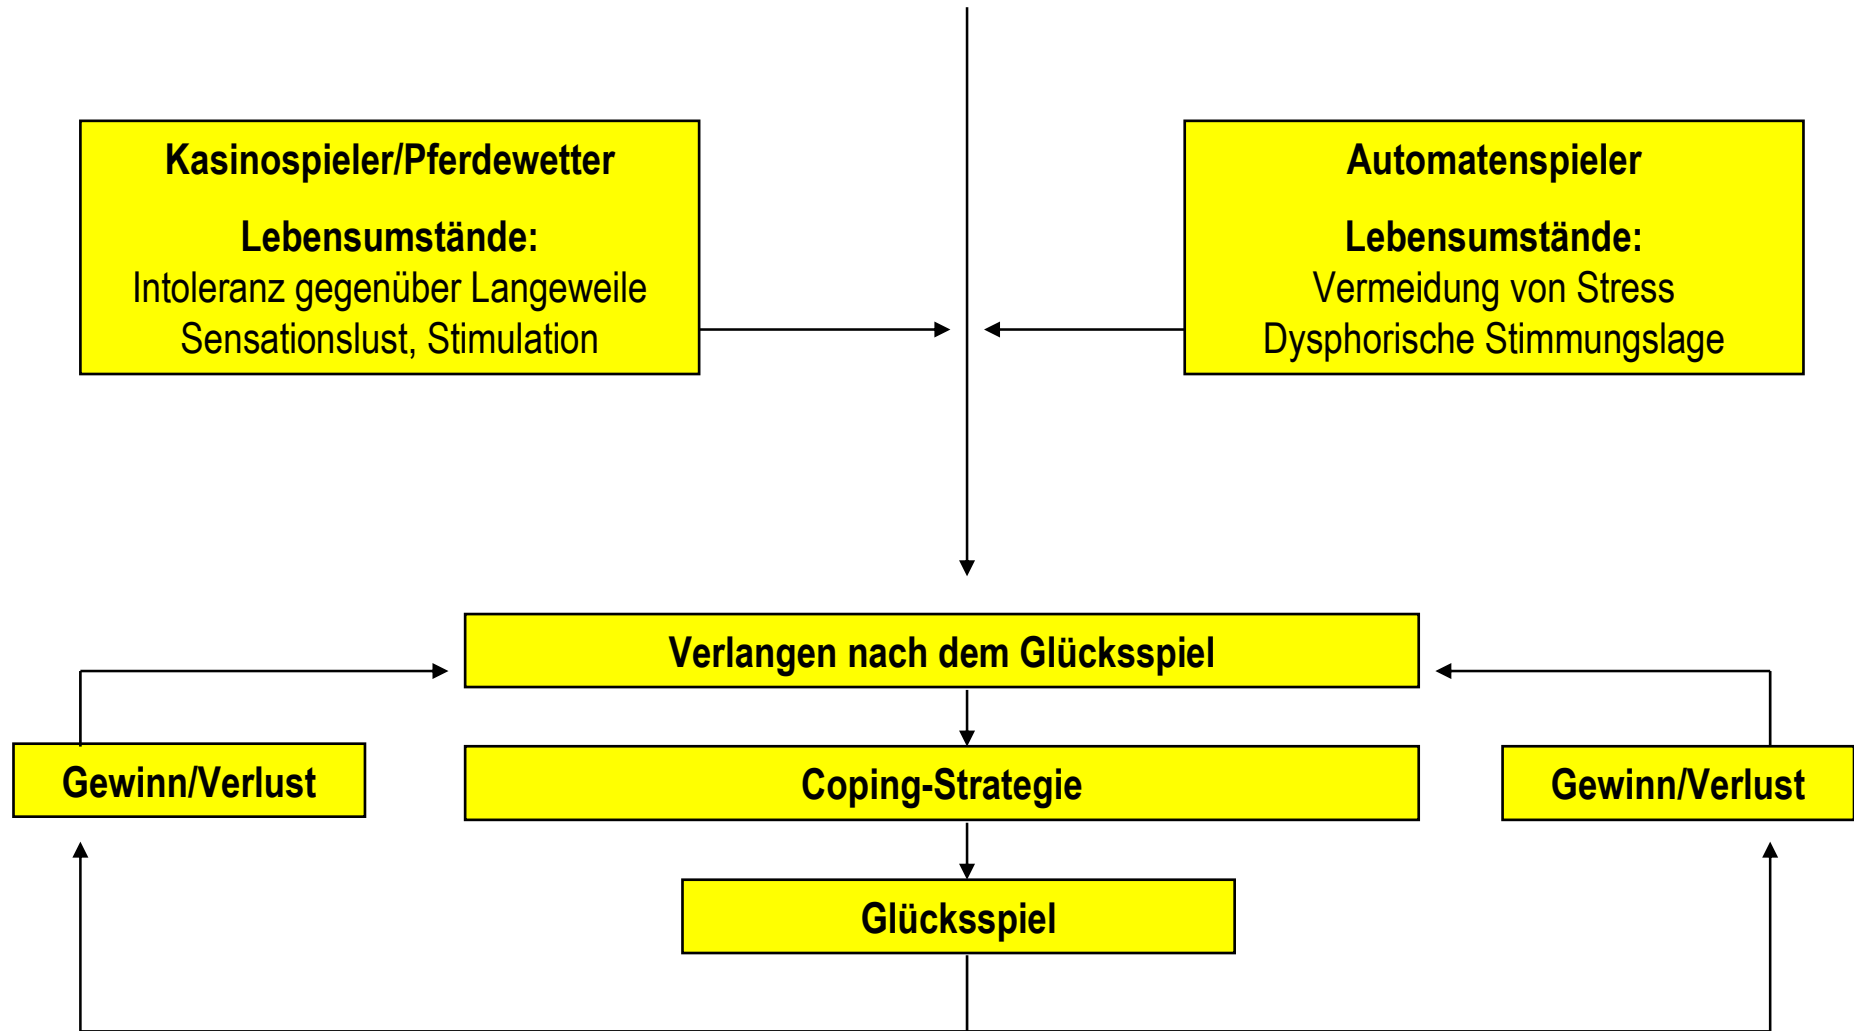 Kasinospieler/Pferdewetter
Lebensumstände:
Intoleranz gegenüber Langeweile
Sensationslust, Stimulation
Automatenspieler
Lebensumstände:
Vermeidung von Stress
Dysphorische Stimmungslage
Verlangen nach dem Glücksspiel
Gewinn/Verlust
Coping-Strategie
Gewinn/Verlust
Glücksspiel